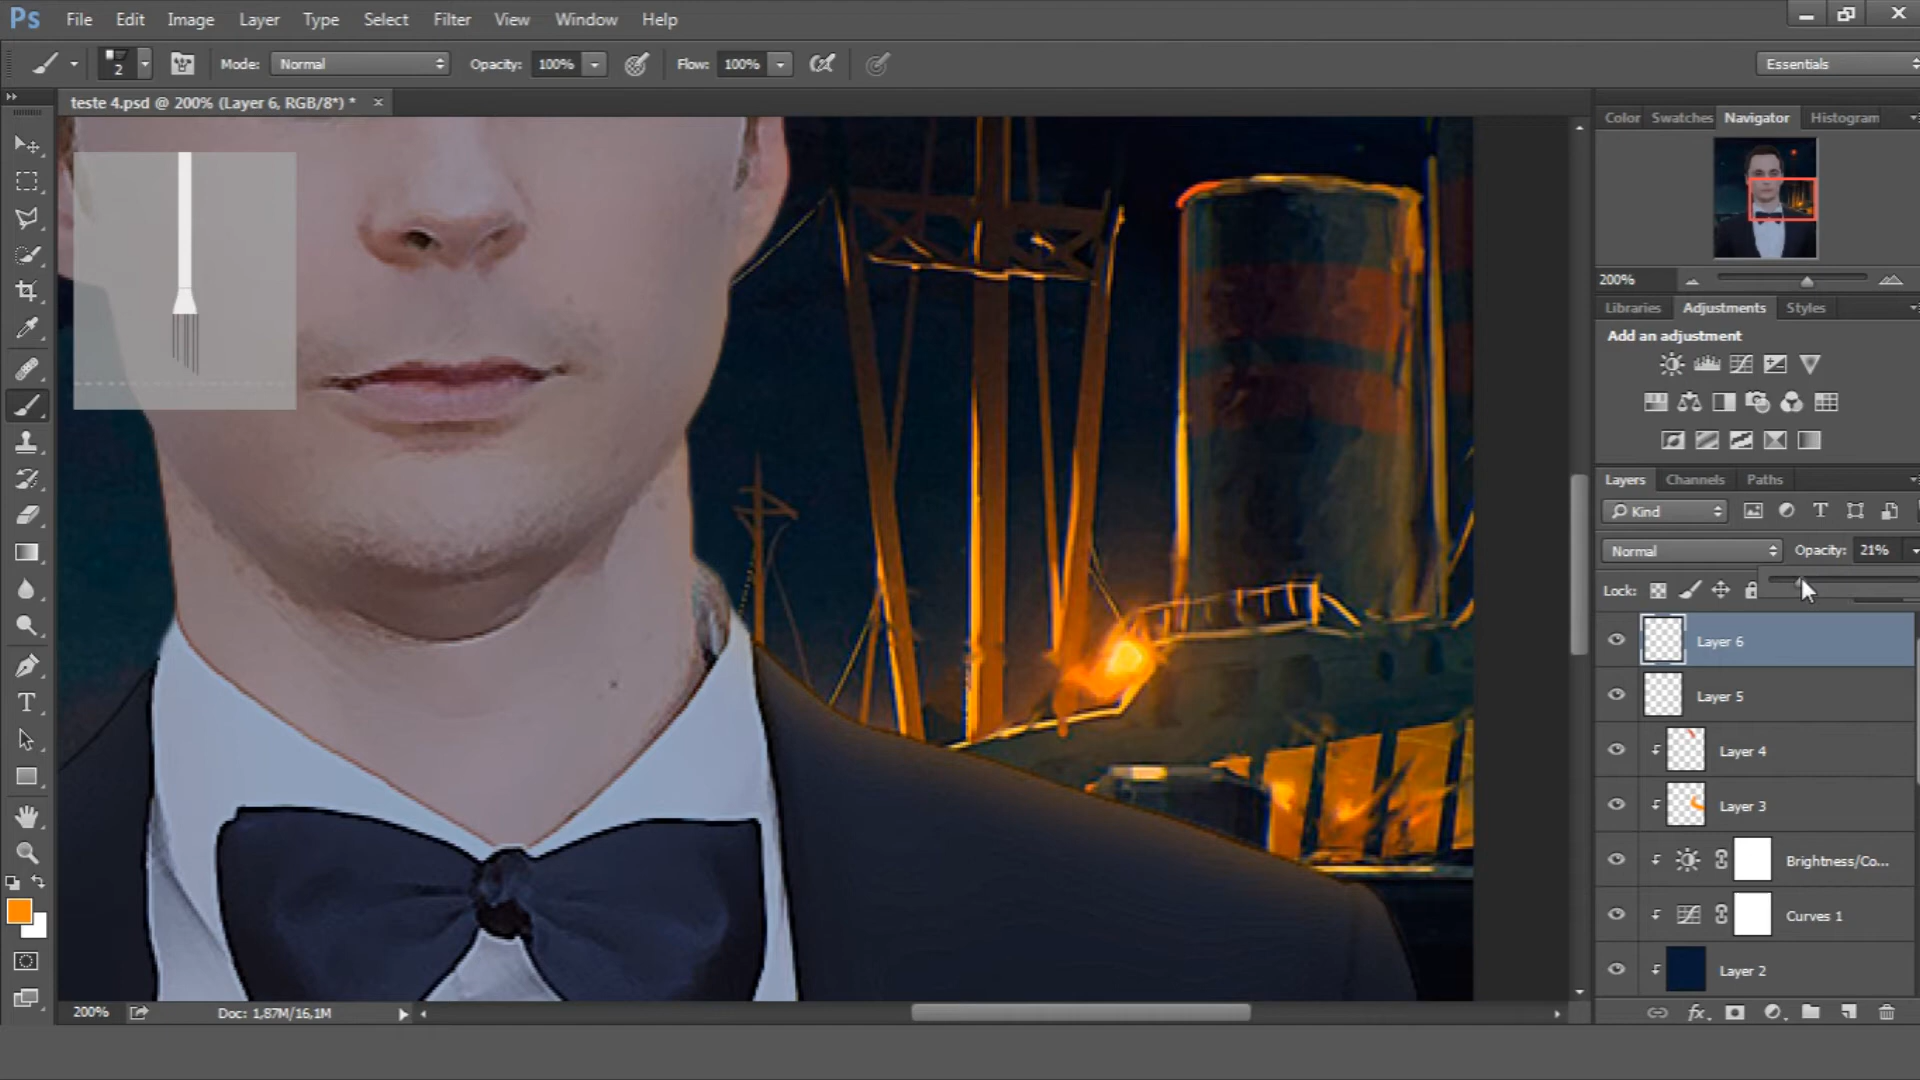 Ps File Edit Image Layer Type Select Filter View Window Help
2 Mode: Normal Opacity: 100% Flow: 100% Essentials
teste 4.psd @ 200% (Layer 6, RGB/8*) * ×
Color Swatches Navigator Histogram
200%
Libraries Adjustments Styles
Add an adjustment
Layers Channels Paths
Kind
Normal Opacity: 21%
Lock:
Layer 6
Layer 5
Layer 4
Layer 3
Brightness/Co...
Curves 1
Layer 2
fx
200% Doc: 1,87M/16,1M